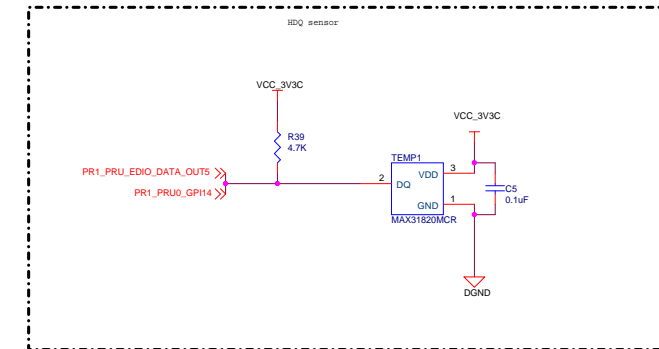 HDQ sensor
VCC_3V3C
VCC_3V3C
R39
4.7K
TEMP1
PR1_PRU_EDIO_DATA_OUT5
3
VDD
2
DQ
PR1_PRU0_GPI14
C5
0.1uF
1
GND
MAX31820MCR
DGND